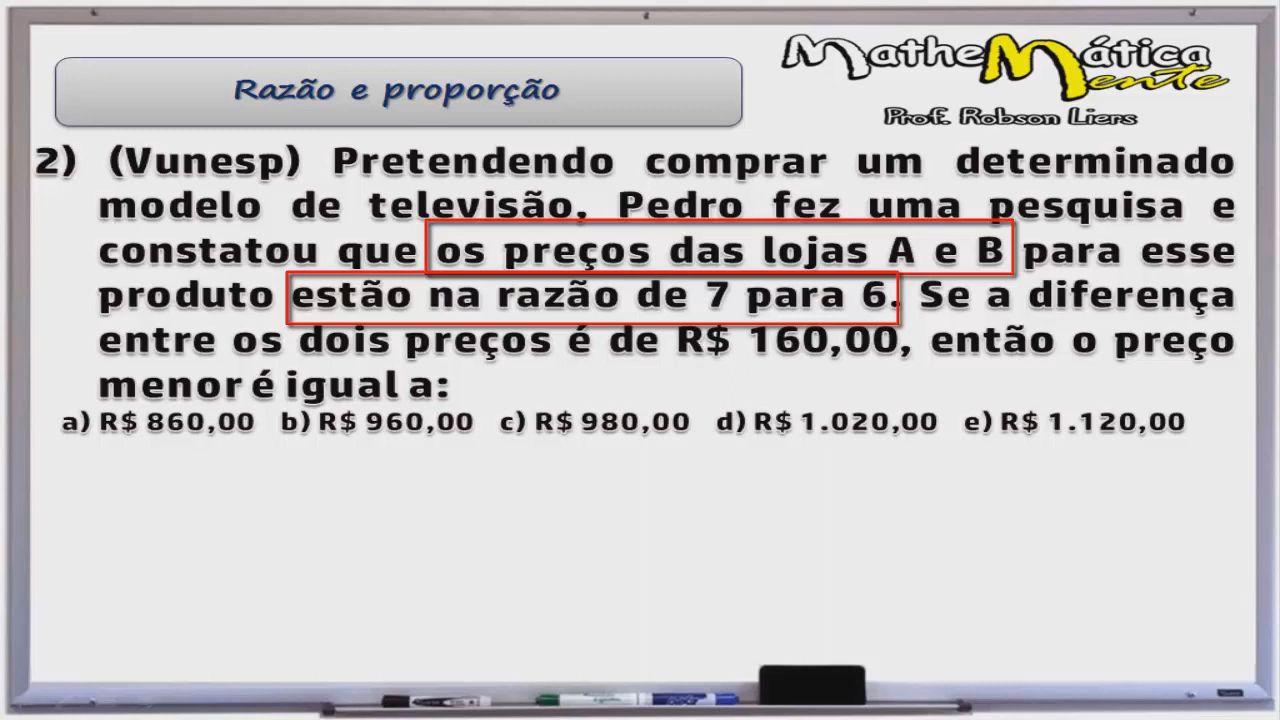 MatheMática
mente
Prof. Robson Liers
Razão e proporção
2) (Vunesp) Pretendendo comprar um determinado
modelo de televisão, Pedro fez uma pesquisa e
constatou que os preços das lojas A e B para esse
produto estão na razão de 7 para 6. Se a diferença
entre os dois preços é de R$ 160,00, então o preço
menor é igual a:
a) R$ 860,00 b) R$ 960,00 c) R$ 980,00 d) R$ 1.020,00 e) R$ 1.120,00